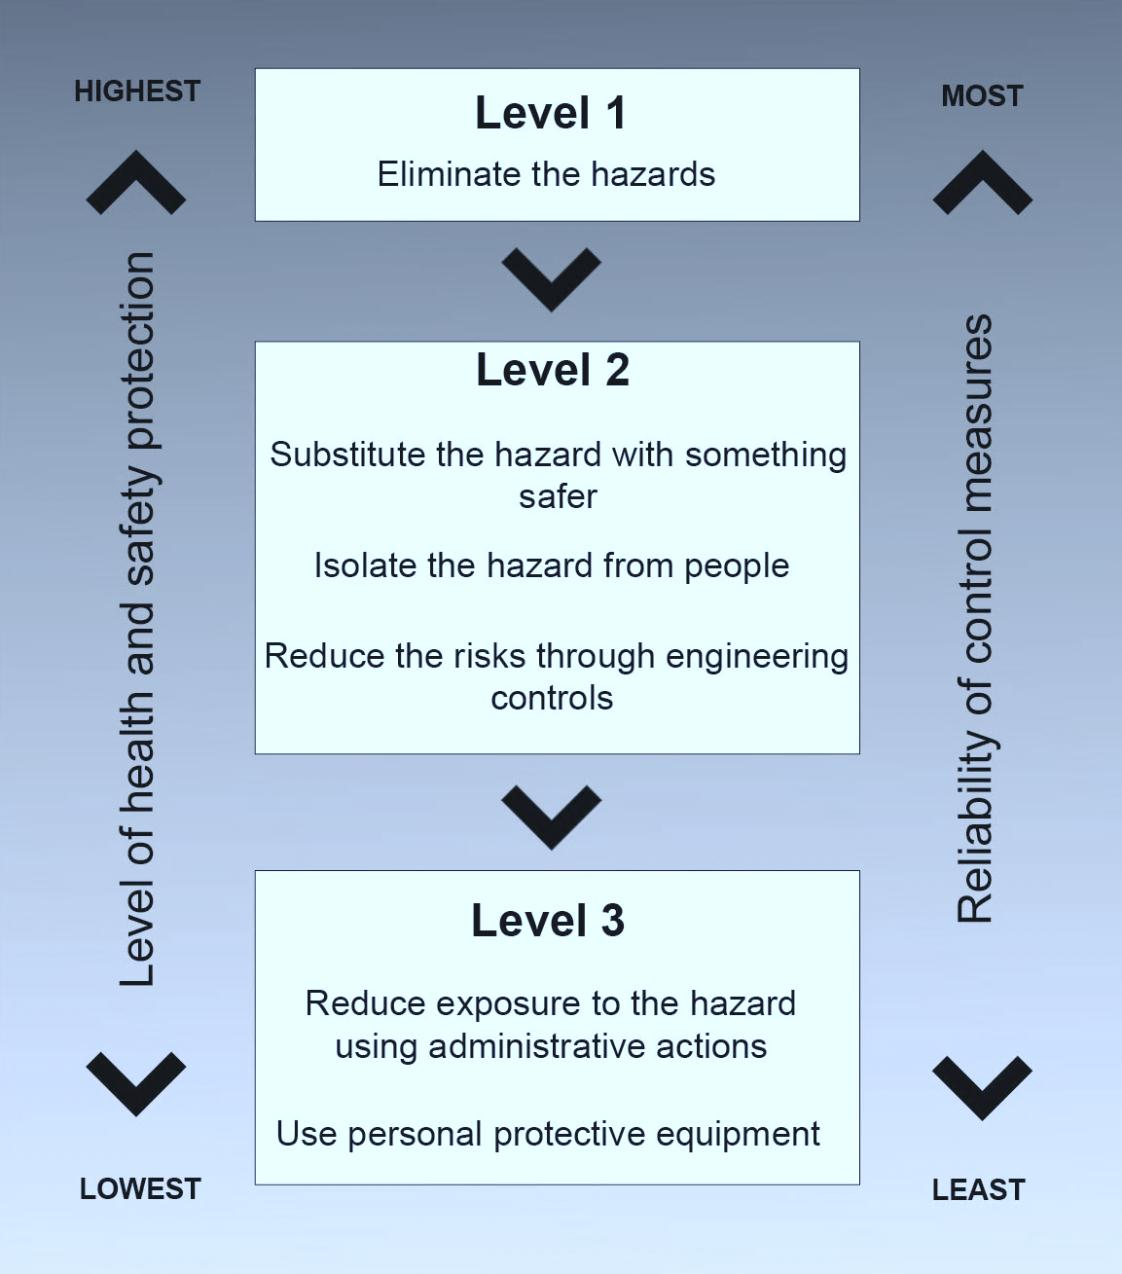 HIGHEST
MOST
Level 1
Eliminate the hazards
Level of health and safety protection
Reliability of control measures
Level 2
Substitute the hazard with something
safer
Isolate the hazard from people
Reduce the risks through engineering
controls
Level 3
Reduce exposure to the hazard
using administrative actions
Use personal protective equipment
LOWEST
LEAST